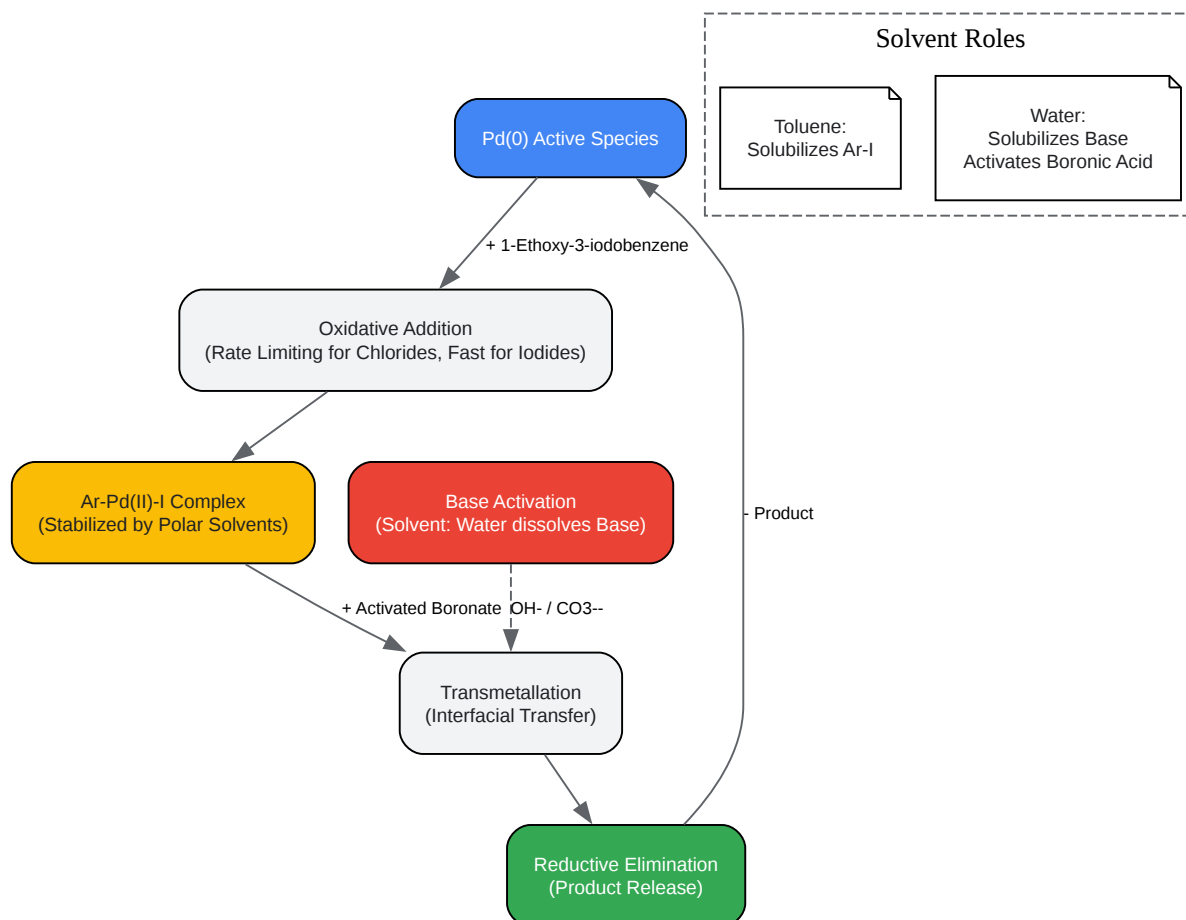 Solvent Roles
Toluene:
Solubilizes Ar-I
Water:
Solubilizes Base
Activates Boronic Acid
Pd(0) Active Species
+ 1-Ethoxy-3-iodobenzene
Oxidative Addition
(Rate Limiting for Chlorides, Fast for Iodides)
Ar-Pd(II)-I Complex
(Stabilized by Polar Solvents)
Base Activation
(Solvent: Water dissolves Base)
- Product
+ Activated Boronate
OH- / CO3--
Transmetallation
(Interfacial Transfer)
Reductive Elimination
(Product Release)